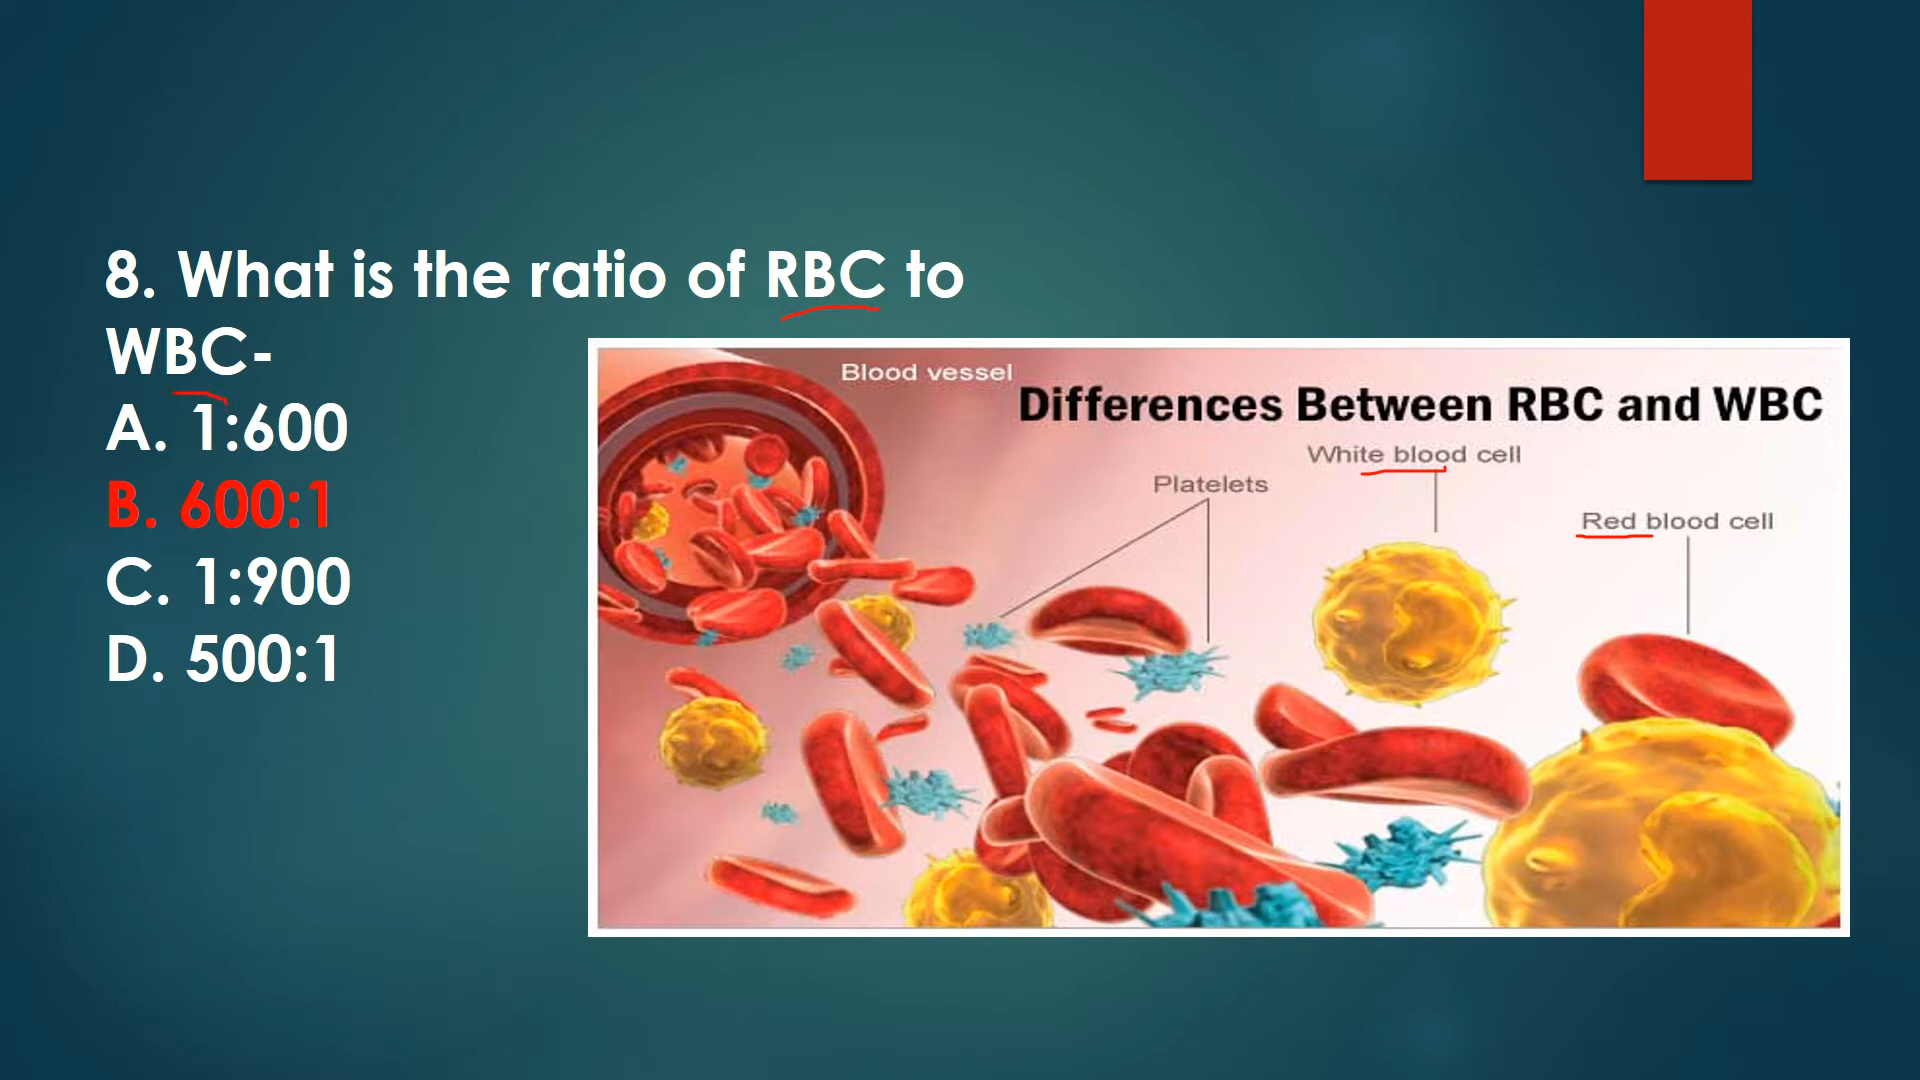 8. What is the ratio of RBC to
WBC-
A. 1:600
B. 600:1
C. 1:900
D. 500:1
Blood vessel
Differences Between RBC and WBC
White blood cell
Platelets
Red blood cell